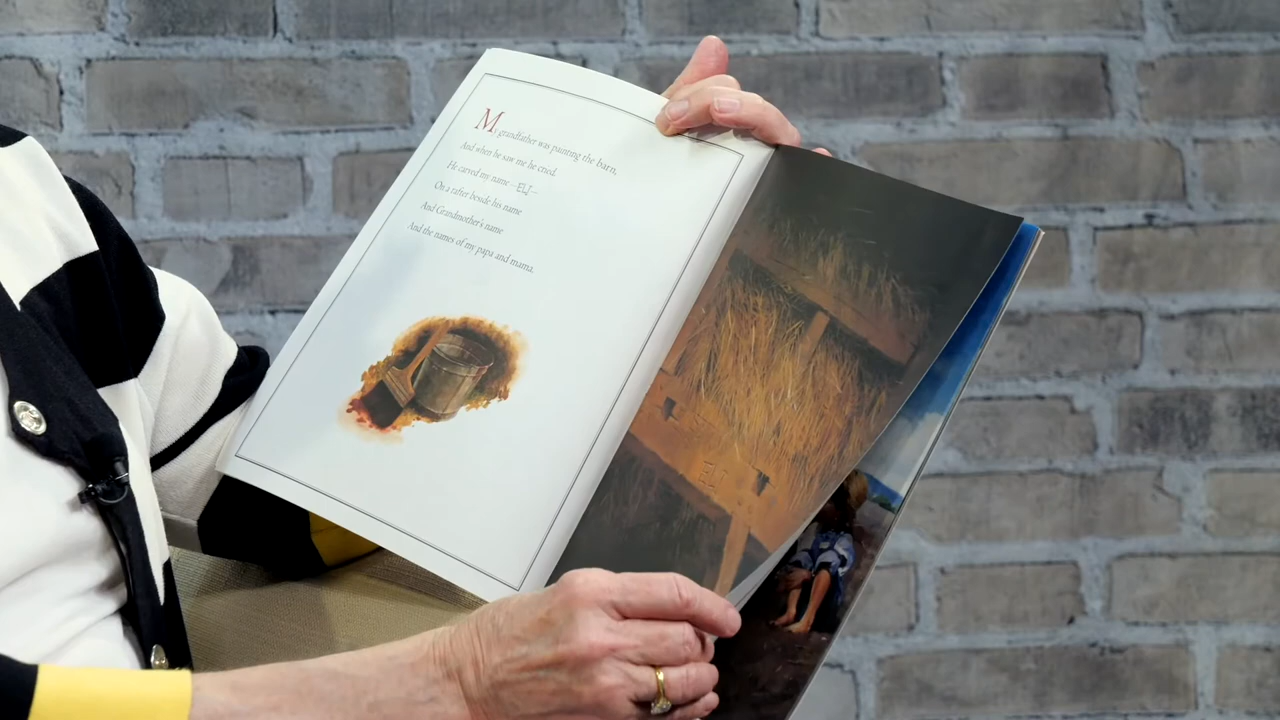 My grandfather was painting the barn,
And when he saw me he cried.
He carved my name—ELI—
On a rafter beside his name
And Grandmother's name
And the names of my papa and mama.
ELI